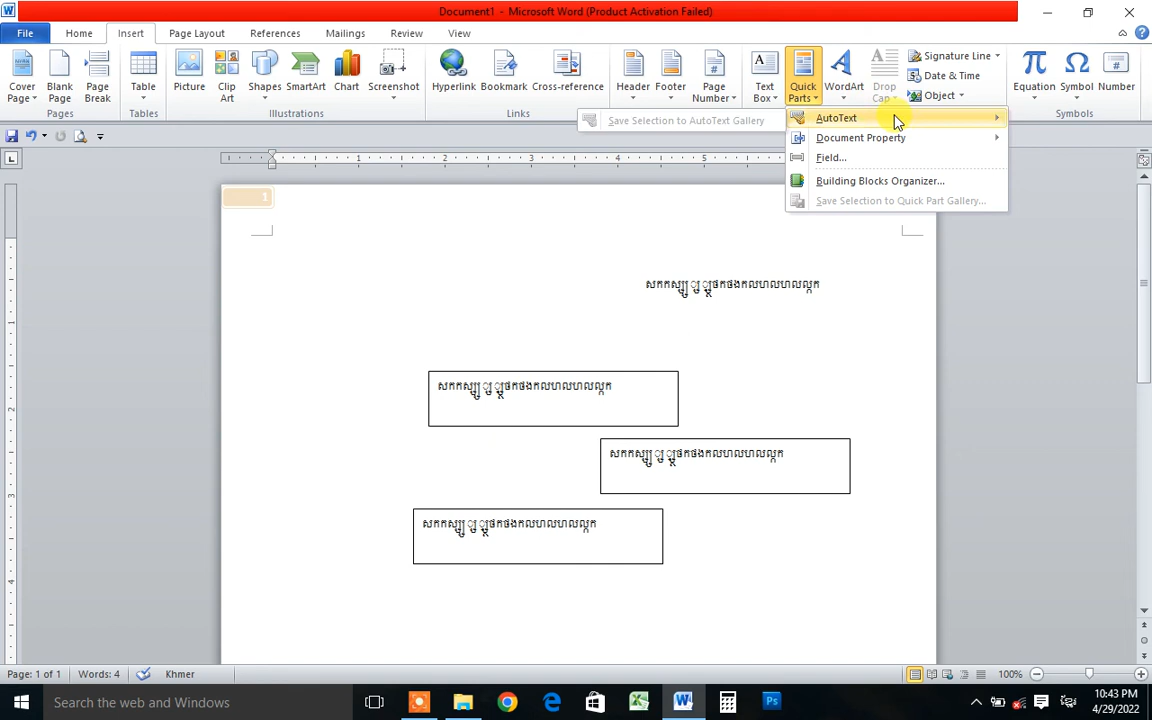 Document1 - Microsoft Word (Product Activation Failed)
File Home Insert Page Layout References Mailings Review View
Cover Page Blank Page Page Break Table Picture Clip Art Shapes SmartArt Chart Screenshot Hyperlink Bookmark Cross-reference Header Footer Page Number Text Box Quick Parts WordArt Drop Cap Signature Line Date & Time Object Equation Symbol Number
Pages Tables Illustrations Links Symbols
Save Selection to AutoText Gallery
AutoText
Document Property
Field...
Building Blocks Organizer...
Save Selection to Quick Part Gallery...
1
Page: 1 of 1 Words: 4 Khmer 100%
Search the web and Windows
10:43 PM
4/29/2022